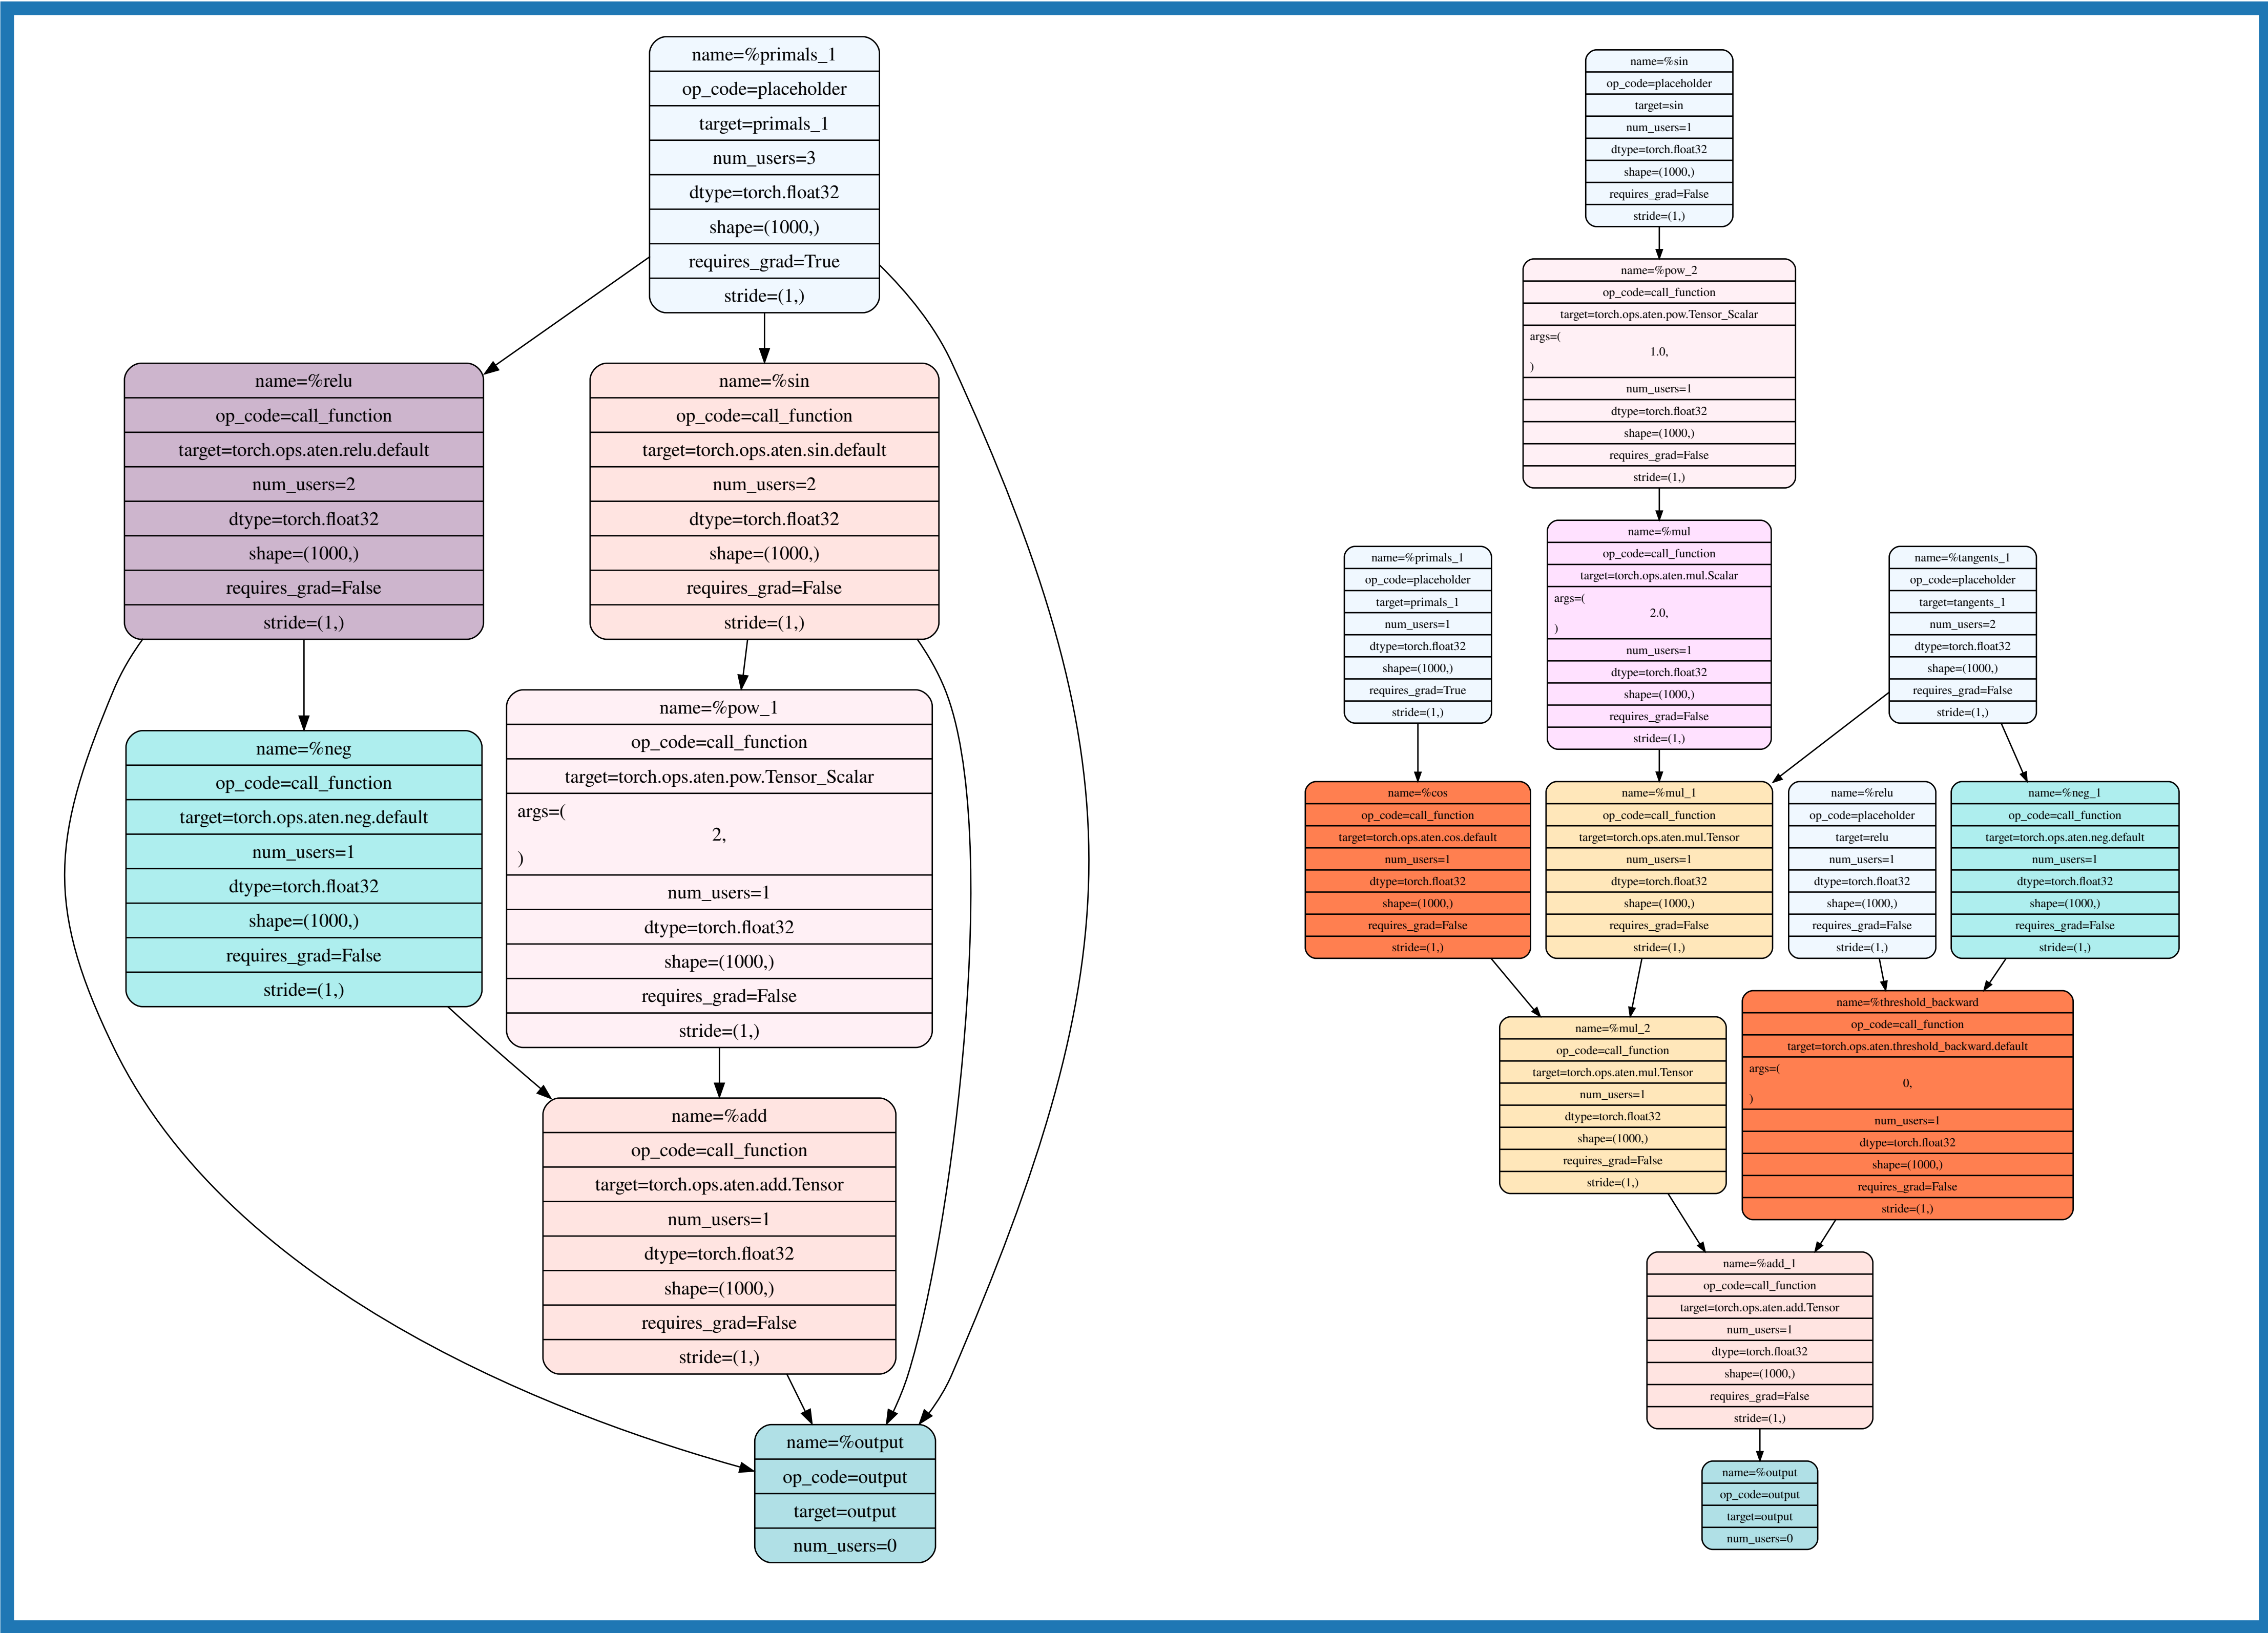 name=%primals_1
op_code=placeholder
target=primals_1
num_users=3
dtype=torch.float32
shape=(1000,)
requires_grad=True
stride=(1,)
name=%relu
op_code=call_function
target=torch.ops.aten.relu.default
num_users=2
dtype=torch.float32
shape=(1000,)
requires_grad=False
stride=(1,)
name=%sin
op_code=call_function
target=torch.ops.aten.sin.default
num_users=2
dtype=torch.float32
shape=(1000,)
requires_grad=False
stride=(1,)
name=%neg
op_code=call_function
target=torch.ops.aten.neg.default
num_users=1
dtype=torch.float32
shape=(1000,)
requires_grad=False
stride=(1,)
name=%pow_1
op_code=call_function
target=torch.ops.aten.pow.Tensor_Scalar
args=(
2,
)
num_users=1
dtype=torch.float32
shape=(1000,)
requires_grad=False
stride=(1,)
name=%add
op_code=call_function
target=torch.ops.aten.add.Tensor
num_users=1
dtype=torch.float32
shape=(1000,)
requires_grad=False
stride=(1,)
name=%output
op_code=output
target=output
num_users=0
name=%sin
op_code=placeholder
target=sin
num_users=1
dtype=torch.float32
shape=(1000,)
requires_grad=False
stride=(1,)
name=%pow_2
op_code=call_function
target=torch.ops.aten.pow.Tensor_Scalar
args=(
1.0,
)
num_users=1
dtype=torch.float32
shape=(1000,)
requires_grad=False
stride=(1,)
name=%primals_1
op_code=placeholder
target=primals_1
num_users=1
dtype=torch.float32
shape=(1000,)
requires_grad=True
stride=(1,)
name=%mul
op_code=call_function
target=torch.ops.aten.mul.Scalar
args=(
2.0,
)
num_users=1
dtype=torch.float32
shape=(1000,)
requires_grad=False
stride=(1,)
name=%tangents_1
op_code=placeholder
target=tangents_1
num_users=2
dtype=torch.float32
shape=(1000,)
requires_grad=False
stride=(1,)
name=%cos
op_code=call_function
target=torch.ops.aten.cos.default
num_users=1
dtype=torch.float32
shape=(1000,)
requires_grad=False
stride=(1,)
name=%mul_1
op_code=call_function
target=torch.ops.aten.mul.Tensor
num_users=1
dtype=torch.float32
shape=(1000,)
requires_grad=False
stride=(1,)
name=%relu
op_code=placeholder
target=relu
num_users=1
dtype=torch.float32
shape=(1000,)
requires_grad=False
stride=(1,)
name=%neg_1
op_code=call_function
target=torch.ops.aten.neg.default
num_users=1
dtype=torch.float32
shape=(1000,)
requires_grad=False
stride=(1,)
name=%mul_2
op_code=call_function
target=torch.ops.aten.mul.Tensor
num_users=1
dtype=torch.float32
shape=(1000,)
requires_grad=False
stride=(1,)
name=%threshold_backward
op_code=call_function
target=torch.ops.aten.threshold_backward.default
args=(
0,
)
num_users=1
dtype=torch.float32
shape=(1000,)
requires_grad=False
stride=(1,)
name=%add_1
op_code=call_function
target=torch.ops.aten.add.Tensor
num_users=1
dtype=torch.float32
shape=(1000,)
requires_grad=False
stride=(1,)
name=%output
op_code=output
target=output
num_users=0